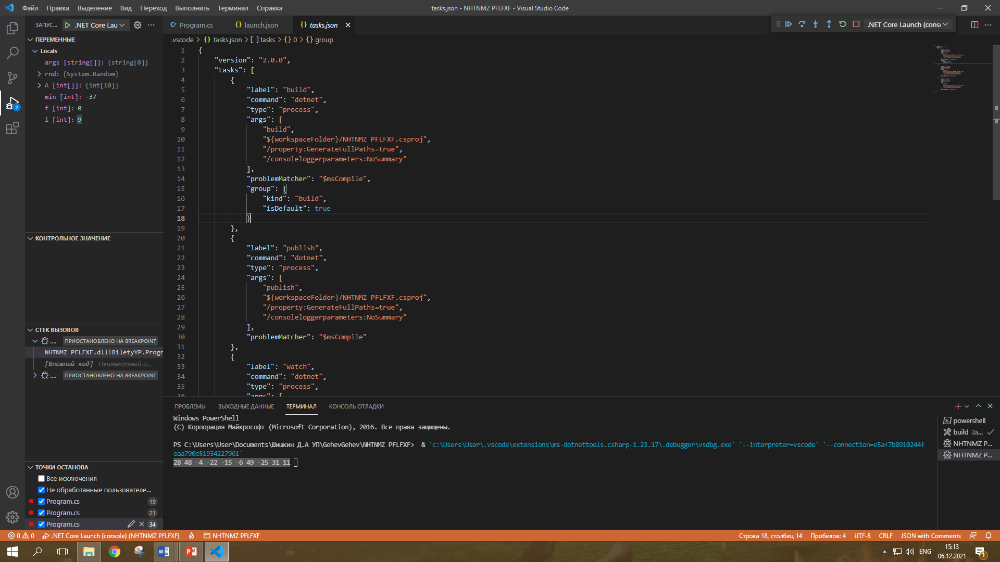 Файл Правка Выделение Вид Переход Выполнить Терминал Справка
tasks.json - NHTNMZ PFLFXF - Visual Studio Code
ЗАПУС... .NET Core Lau
Program.cs launch.json tasks.json
.NET Core Launch (cons
.vscode > {} tasks.json > [ ] tasks > {} 0 > {} group
ПЕРЕМЕННЫЕ
Locals
args [string[]]: {string[0]}
rnd: {System.Random}
A [int[]]: {int[10]}
min [int]: -37
f [int]: 0
i [int]: 9
КОНТРОЛЬНОЕ ЗНАЧЕНИЕ
СТЕК ВЫЗОВОВ
.... ПРИОСТАНОВЛЕНО НА BREAKPOINT
NHTNMZ PFLFXF.dll!BiletyYP.Progr
[Внешний код] Неизвестный и...
.... ПРИОСТАНОВЛЕНО НА BREAKPOINT
ТОЧКИ ОСТАНОВА
Все исключения
Не обработанные пользователе...
Program.cs 19
Program.cs 21
Program.cs 34
1 {
2 "version": "2.0.0",
3 "tasks": [
4 {
5 "label": "build",
6 "command": "dotnet",
7 "type": "process",
8 "args": [
9 "build",
10 "${workspaceFolder}/NHTNMZ PFLFXF.csproj",
11 "/property:GenerateFullPaths=true",
12 "/consoleloggerparameters:NoSummary"
13 ],
14 "problemMatcher": "$msCompile",
15 "group": {
16 "kind": "build",
17 "isDefault": true
18 }
19 },
20 {
21 "label": "publish",
22 "command": "dotnet",
23 "type": "process",
24 "args": [
25 "publish",
26 "${workspaceFolder}/NHTNMZ PFLFXF.csproj",
27 "/property:GenerateFullPaths=true",
28 "/consoleloggerparameters:NoSummary"
29 ],
30 "problemMatcher": "$msCompile"
31 },
32 {
33 "label": "watch",
34 "command": "dotnet",
35 "type": "process",
36 "args": [
ПРОБЛЕМЫ ВЫХОДНЫЕ ДАННЫЕ ТЕРМИНАЛ КОНСОЛЬ ОТЛАДКИ
Windows PowerShell
(C) Корпорация Майкрософт (Microsoft Corporation), 2016. Все права защищены.
PS C:\Users\User\Documents\Шишкин Д.А УП\GehevGehev\NHTNMZ PFLFXF> & 'c:\Users\User\.vscode\extensions\ms-dotnettools.csharp-1.23.17\.debugger\vsdbg.exe' '--interpreter=vscode' '--connection=e5af7b8910244f
eaa790e51934227961'
28 48 -4 -22 -15 -6 49 -25 31 11
powershell
build За...
NHTNMZ P...
NHTNMZ P...
0 0 .NET Core Launch (console) (NHTNMZ PFLFXF) NHTNMZ PFLFXF
Строка 18, столбец 14 Пробелов: 4 UTF-8 CRLF JSON with Comments
ENG
15:13
06.12.2021
1
2